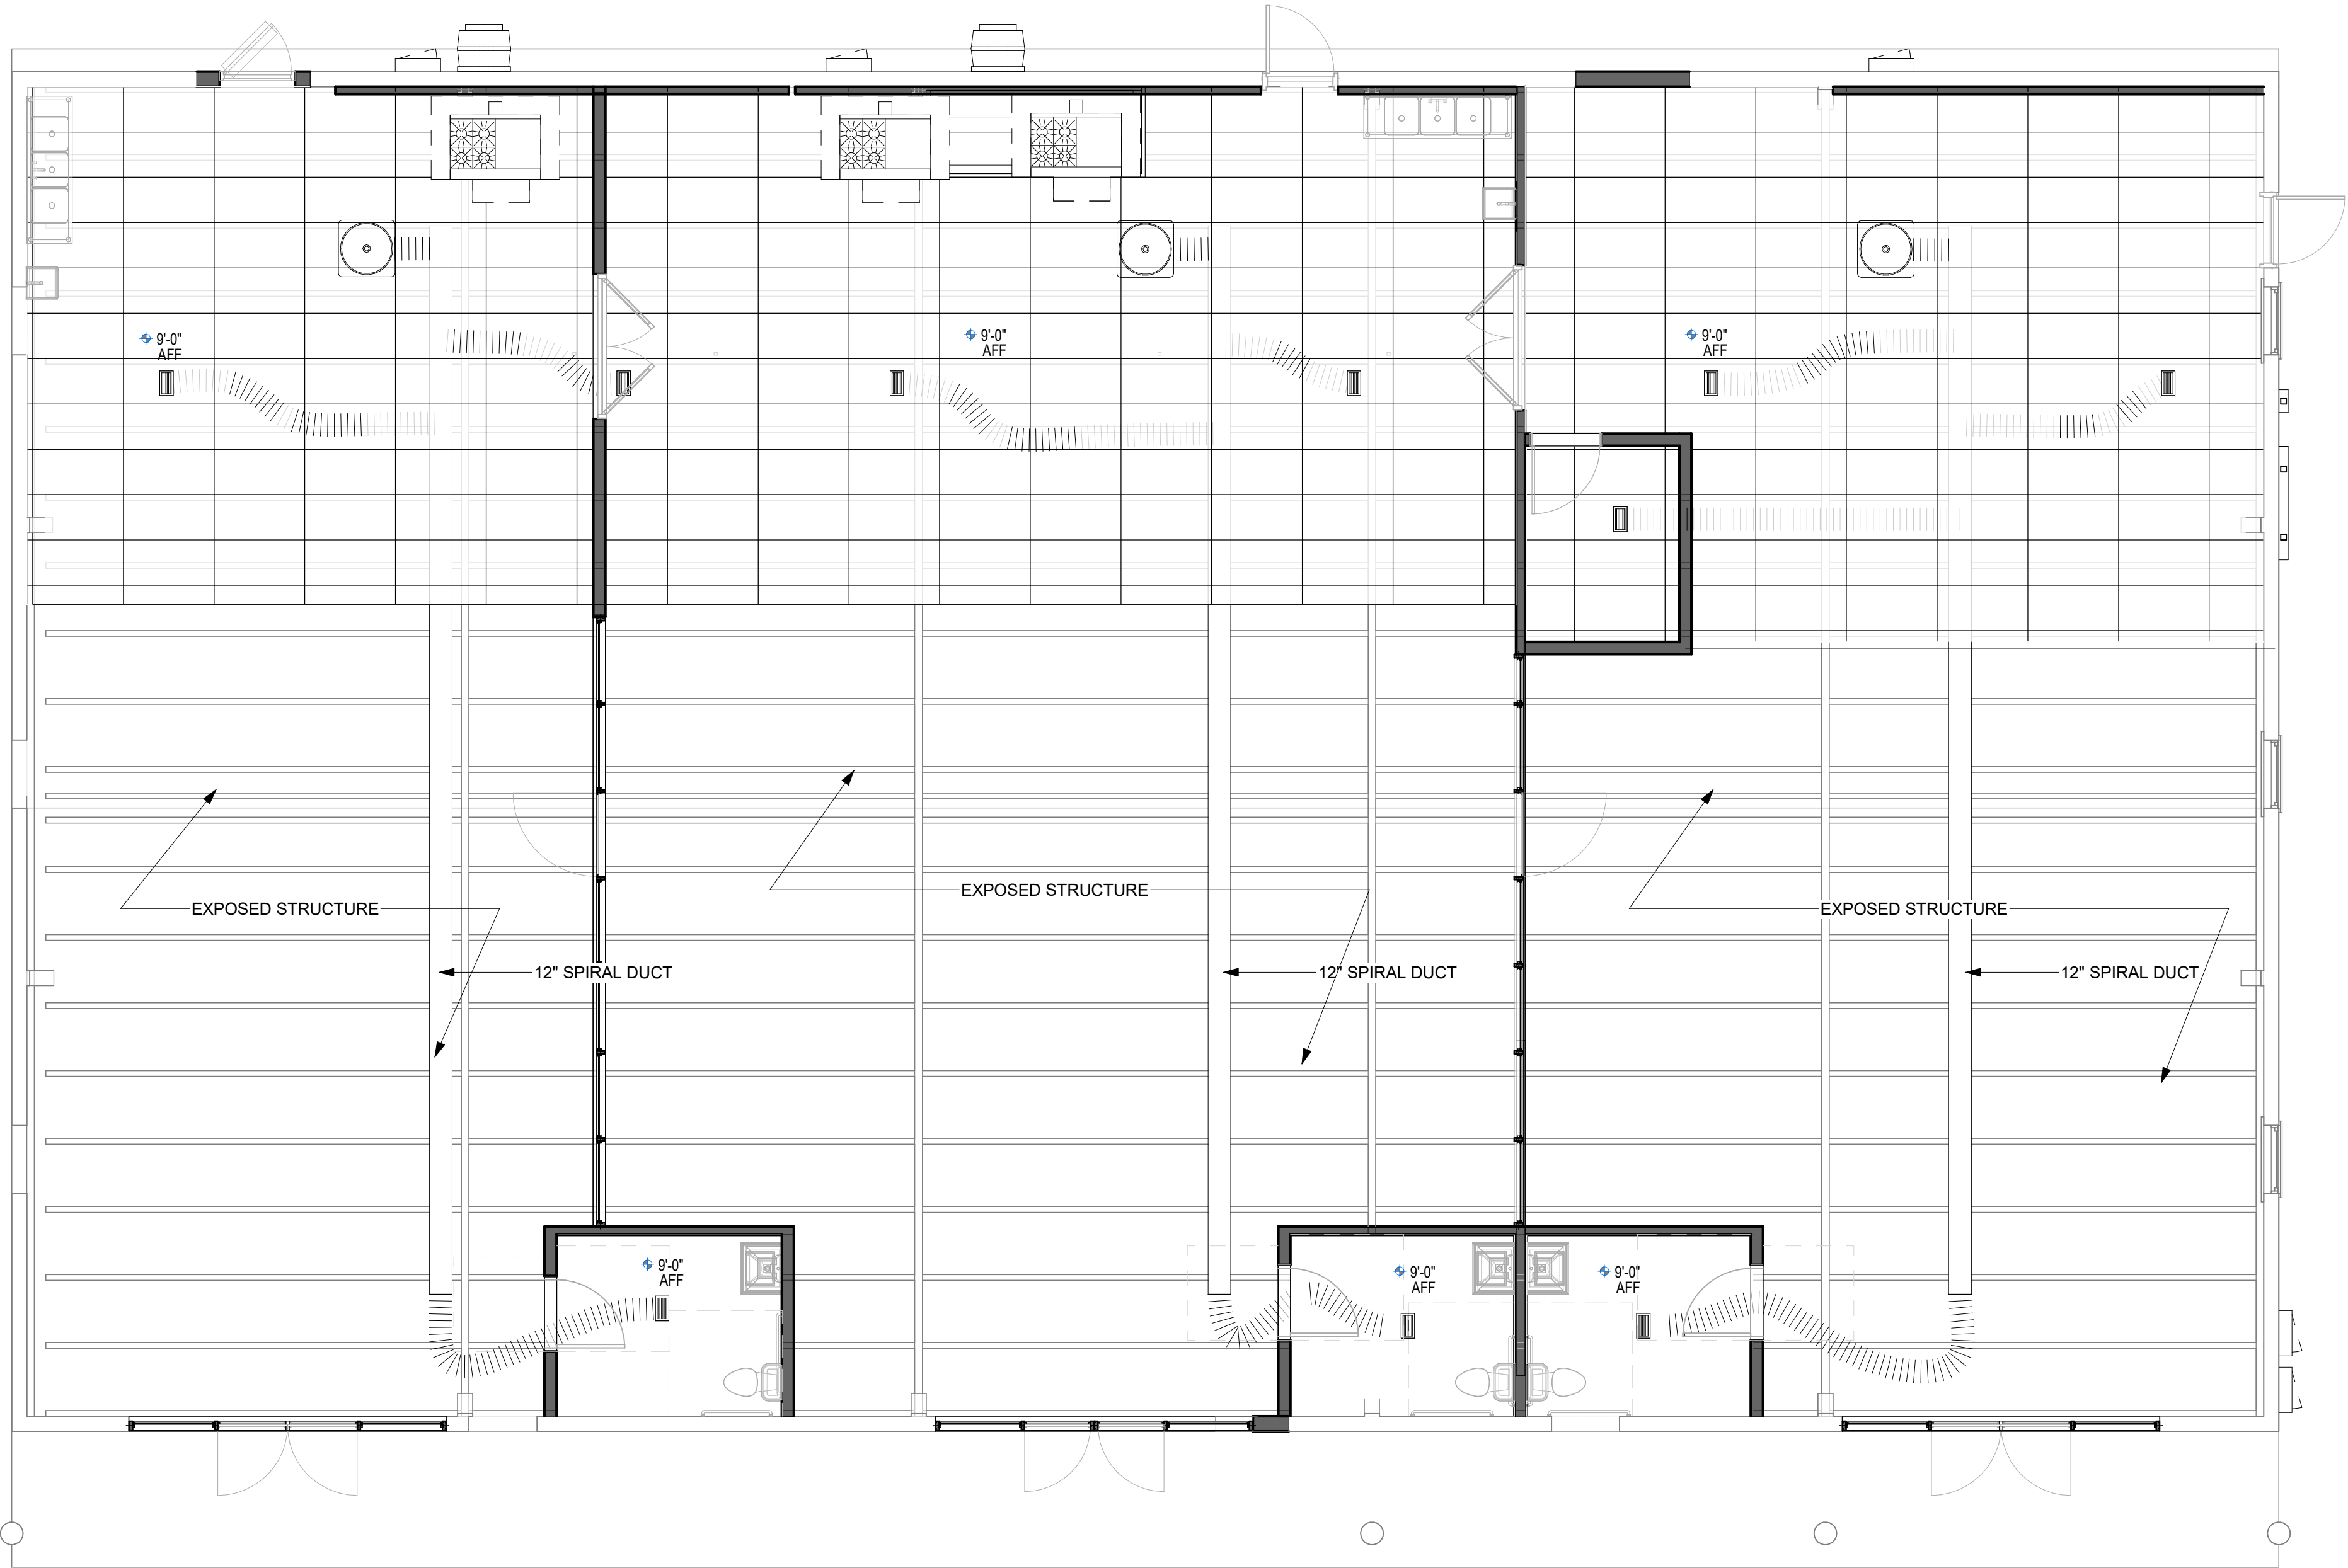 9'-0"
AFF
9'-0"
AFF
9'-0"
AFF
EXPOSED STRUCTURE
EXPOSED STRUCTURE
EXPOSED STRUCTURE
12" SPIRAL DUCT
12" SPIRAL DUCT
12" SPIRAL DUCT
9'-0"
AFF
9'-0"
AFF
9'-0"
AFF